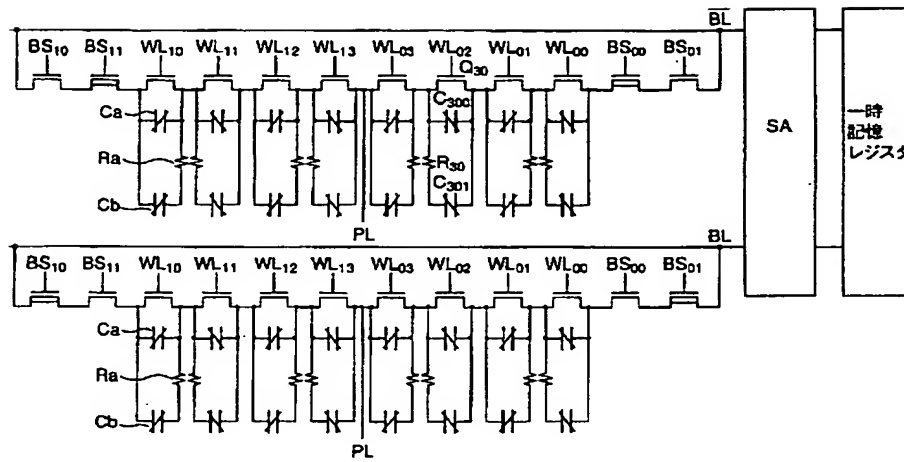 BL
BS10 BS11 WL10 WL11 WL12 WL13 WL03 WL02 WL01 WL00 BS00 BS01
Q30
Ca
C300
Ra
R30
Cb
C301
PL
SA
一時
記憶
レジスタ
BL
BS10 BS11 WL10 WL11 WL12 WL13 WL03 WL02 WL01 WL00 BS00 BS01
Ca
Ra
Cb
PL